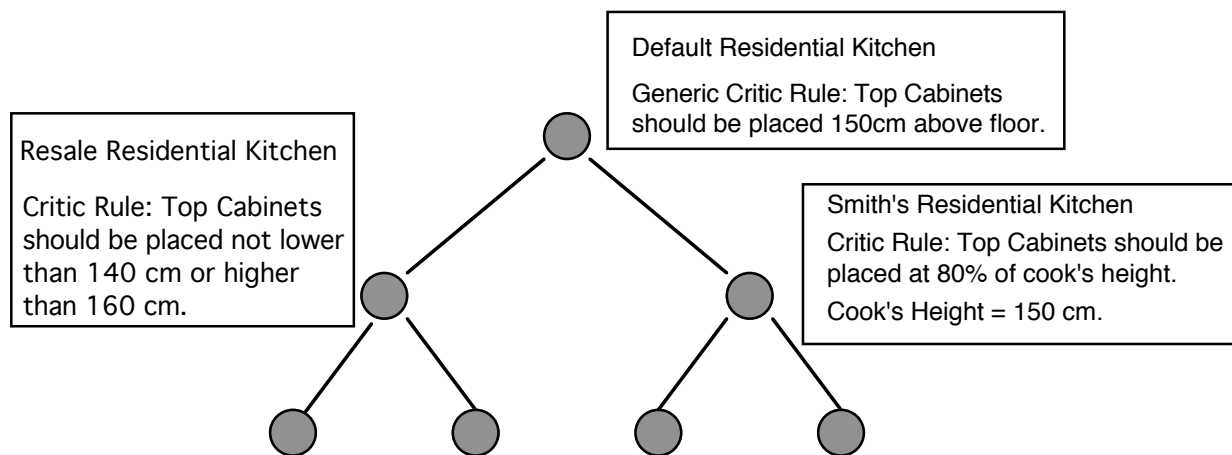 Default Residential Kitchen
Generic Critic Rule: Top Cabinets
should be placed 150cm above floor.
Resale Residential Kitchen
Critic Rule: Top Cabinets
should be placed not lower
than 140 cm or higher
than 160 cm.
Smith's Residential Kitchen
Critic Rule: Top Cabinets should be
placed at 80% of cook's height.
Cook's Height = 150 cm.